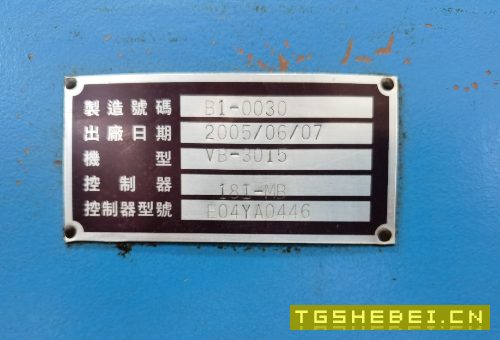 製造號碼 B1-0030
出廠日期 2005/06/07
機型 VB-3015
控制器 18I-MB
控制器型號 E04YA0446
TGSHEBEI.CN